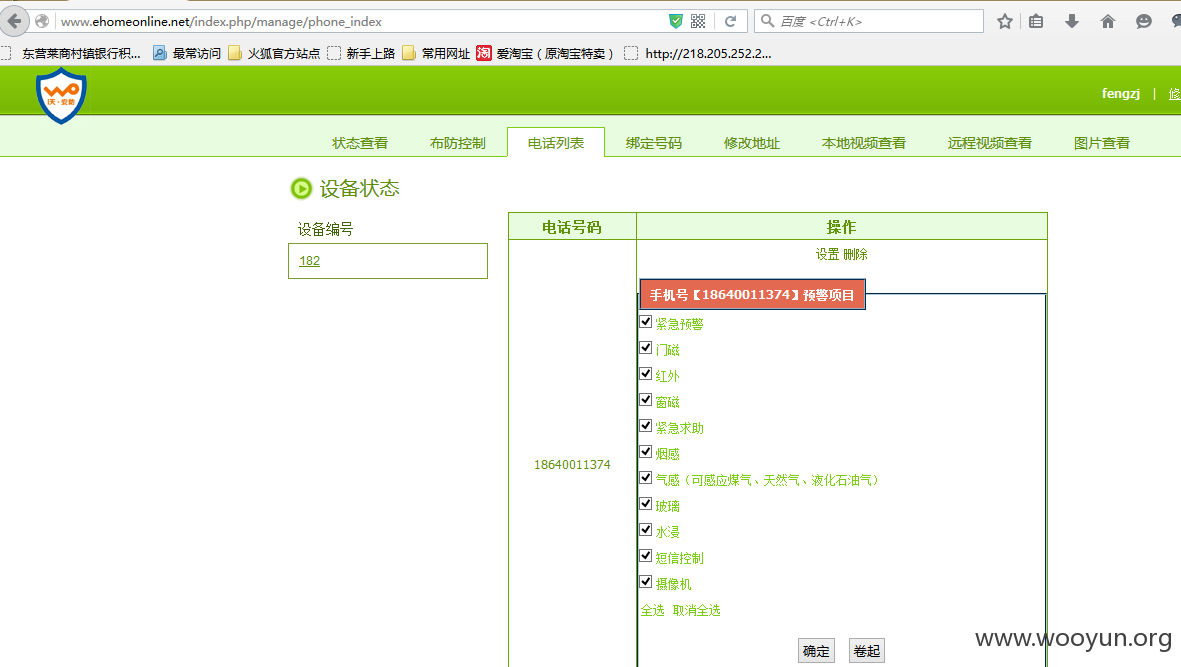 www.ehomeonline.net/index.php/manage/phone_index
百度 <Ctrl+K>
东营莱商村镇银行积... 最常访问 火狐官方站点 新手上路 常用网址 淘 爱淘宝（原淘宝特卖） http://218.205.252.2...
fengzj | 修
状态查看 布防控制 电话列表 绑定号码 修改地址 本地视频查看 远程视频查看 图片查看
设备状态
设备编号
182
电话号码 操作
设置 删除
手机号【18640011374】预警项目
紧急预警
门磁
红外
窗磁
紧急求助
烟感
18640011374
气感（可感应煤气、天然气、液化石油气）
玻璃
水浸
短信控制
摄像机
全选 取消全选
确定 卷起
www.wooyun.org